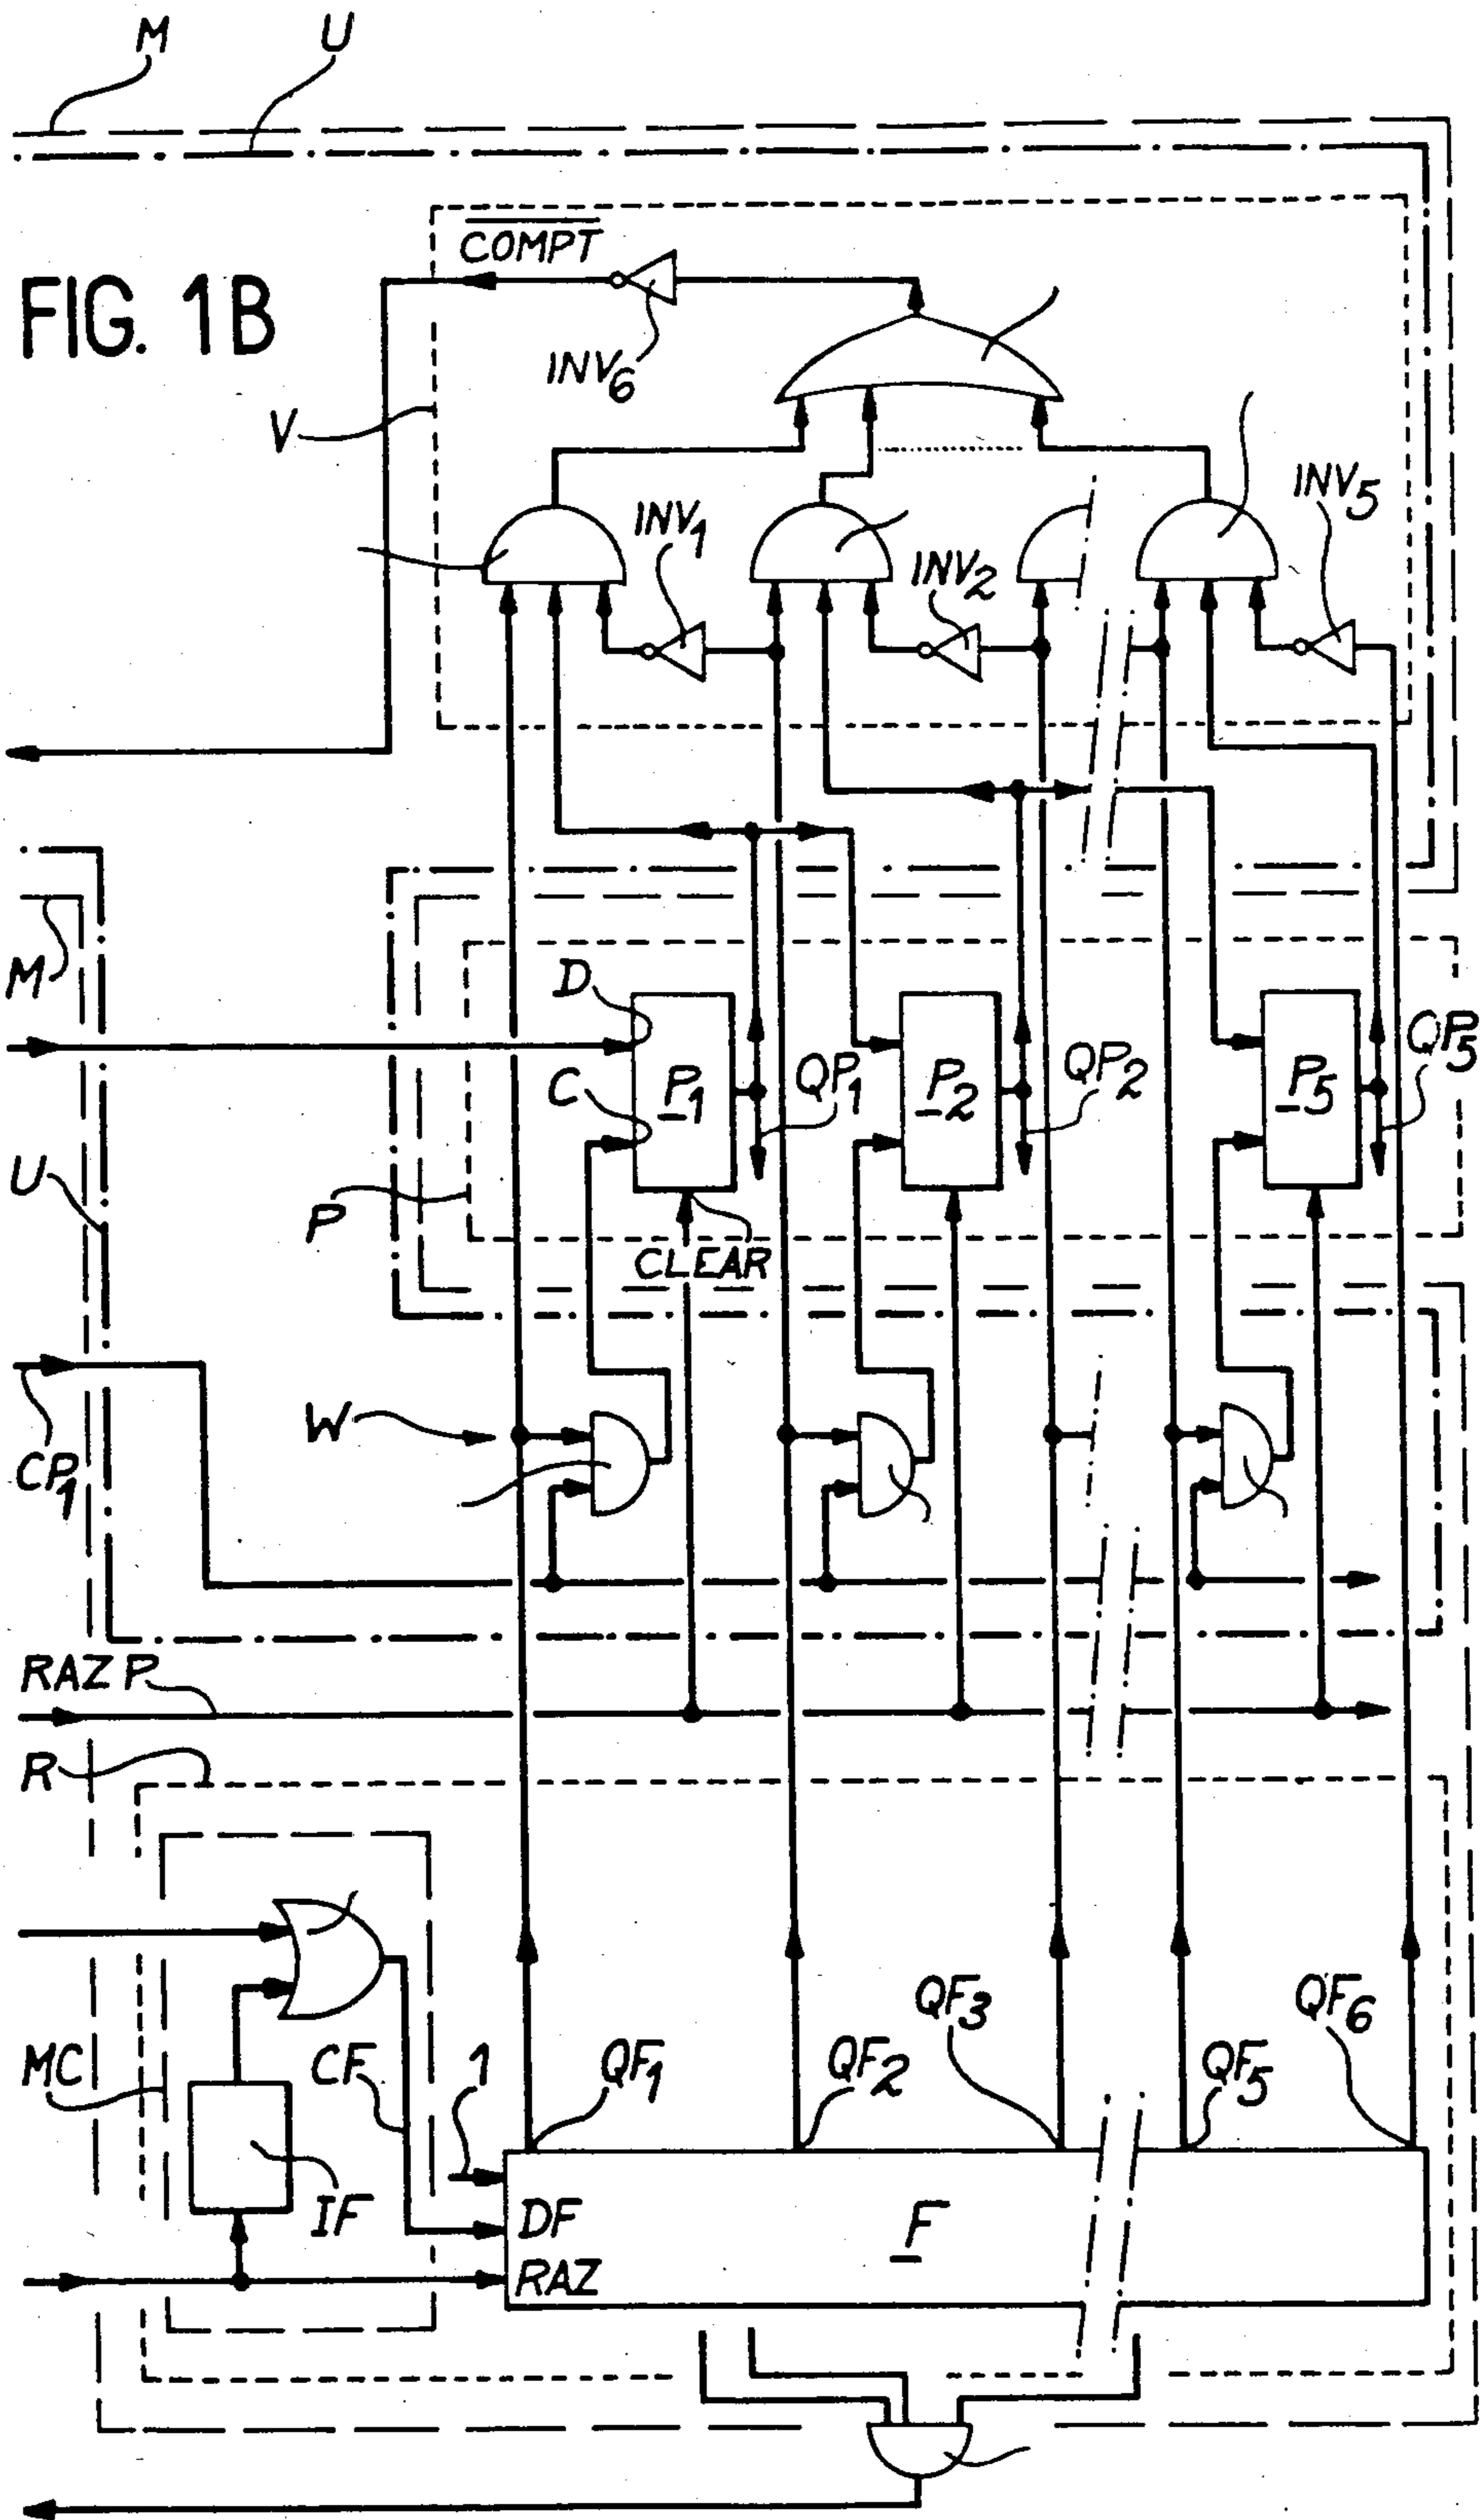 M
U
COMPT
FIG. 1B
INV6
V
INV1
INV2
INV5
M
D
C
P1
QP1
P2
QP2
P5
QP5
U
P
CLEAR
W
CP1
RAZ P
R
MC
CF
1
QF1
QF2
QF3
QF5
QF6
IF
DF
F
RAZ